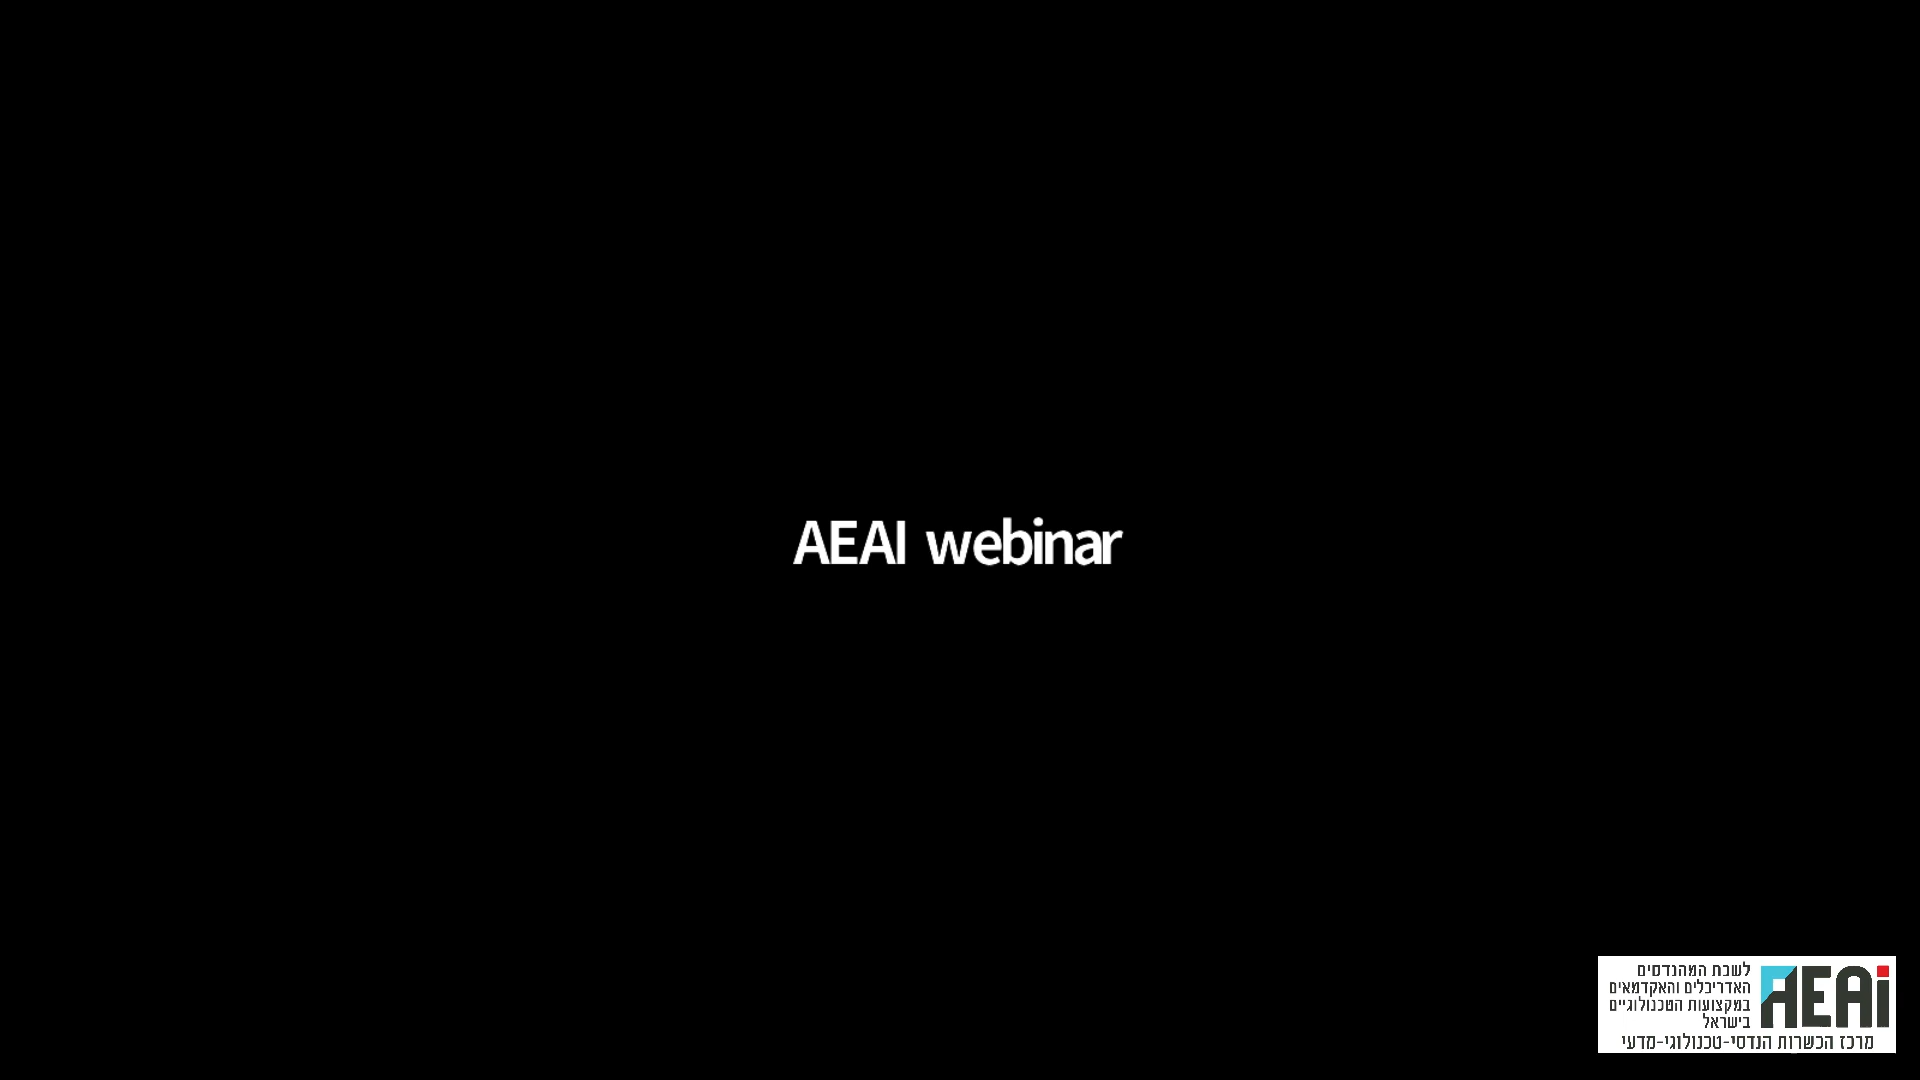 AEAI webinar
לשכת המהנדסים
האדריכלים והאקדמאים
במקצועות הטכנולוגיים
בישראל
AEAi
מרכז הכשרות הנדסי-טכנולוגי-מדעי